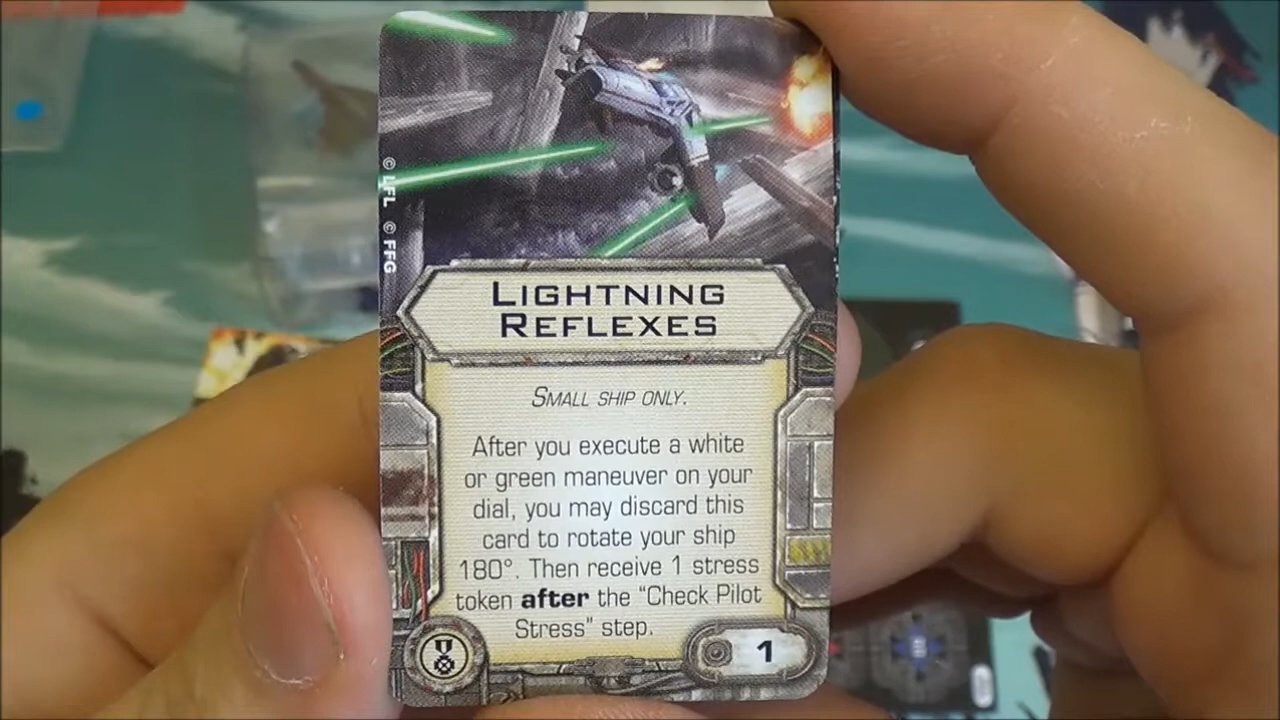 © LFL © FFG
LIGHTNING
REFLEXES
SMALL SHIP ONLY.
After you execute a white
or green maneuver on your
dial, you may discard this
card to rotate your ship
180°. Then receive 1 stress
token after the "Check Pilot
Stress" step.
1